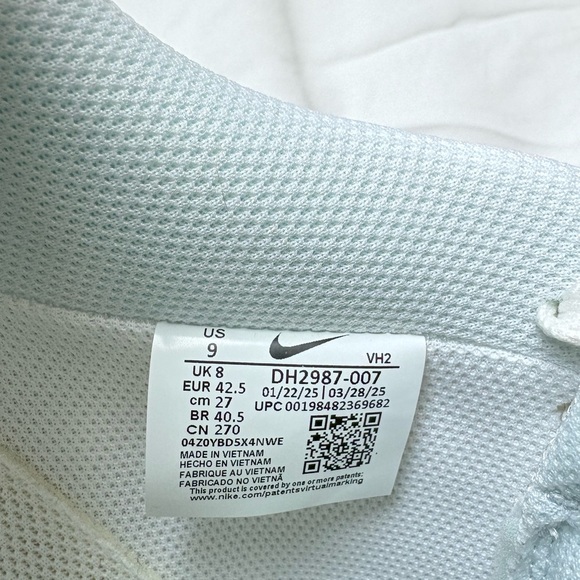 US
9
VH2
UK 8
EUR 42.5
cm 27
BR 40.5
CN 270
DH2987-007
01/22/25 | 03/28/25
UPC 00198482369682
04Z0YBD5X4NWE
MADE IN VIETNAM
HECHO EN VIETNAM
FABRIQUE AU VIETNAM
FABRICADO NO VIETNÃ
This product is covered by one or more patents:
www.nike.com/patentsvirtualmarking